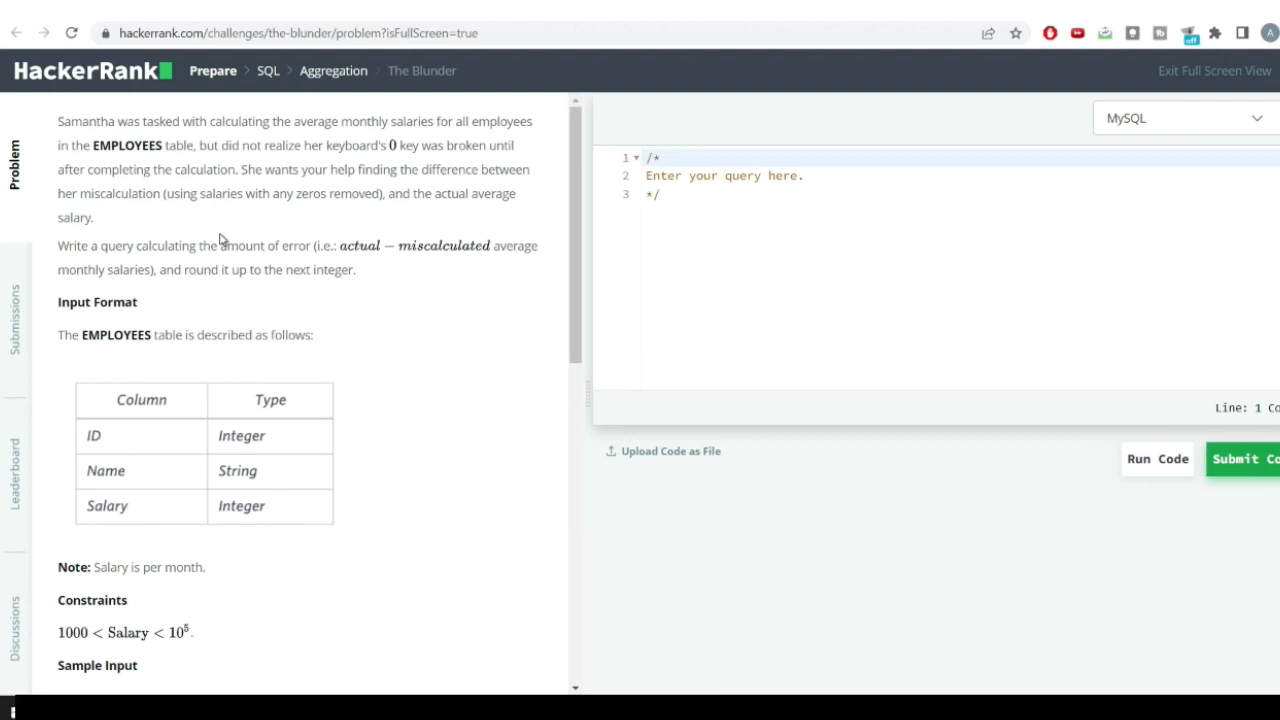 hackerrank.com/challenges/the-blunder/problem?isFullScreen=true
off
A
HackerRank
Prepare > SQL > Aggregation > The Blunder
Exit Full Screen View
Problem
Submissions
Leaderboard
Discussions
Samantha was tasked with calculating the average monthly salaries for all employees
in the EMPLOYEES table, but did not realize her keyboard's 0 key was broken until
after completing the calculation. She wants your help finding the difference between
her miscalculation (using salaries with any zeros removed), and the actual average
salary.
Write a query calculating the amount of error (i.e.: actual − miscalculated average
monthly salaries), and round it up to the next integer.
Input Format
The EMPLOYEES table is described as follows:
Column Type
ID Integer
Name String
Salary Integer
Note: Salary is per month.
Constraints
1000 < Salary < 10⁵.
Sample Input
MySQL
1 /*
2 Enter your query here.
3 */
Line: 1 Co
Upload Code as File
Run Code
Submit Co